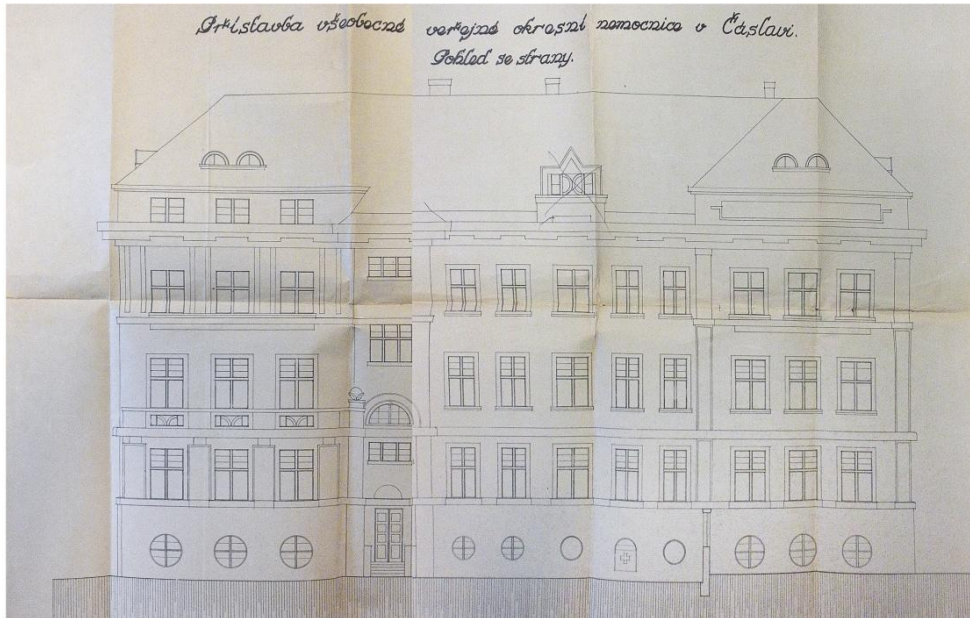 Přístavba všeobecné veřejné okresní nemocnice v Čáslavi.
Pohled se strany.